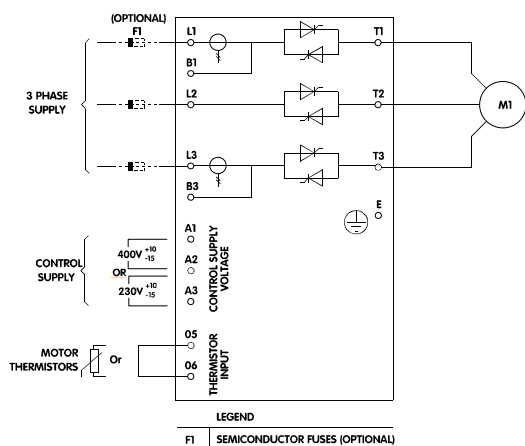 (OPTIONAL)
F1
L1
T1
B1
3 PHASE
SUPPLY
L2
T2
M1
L3
T3
B3
E
A1
CONTROL
SUPPLY
400V +10 -15
OR
230V +10 -15
A2
A3
CONTROL SUPPLY
VOLTAGE
MOTOR
THERMISTORS
Or
05
06
THERMISTOR
INPUT
LEGEND
F1 SEMICONDUCTOR FUSES (OPTIONAL)